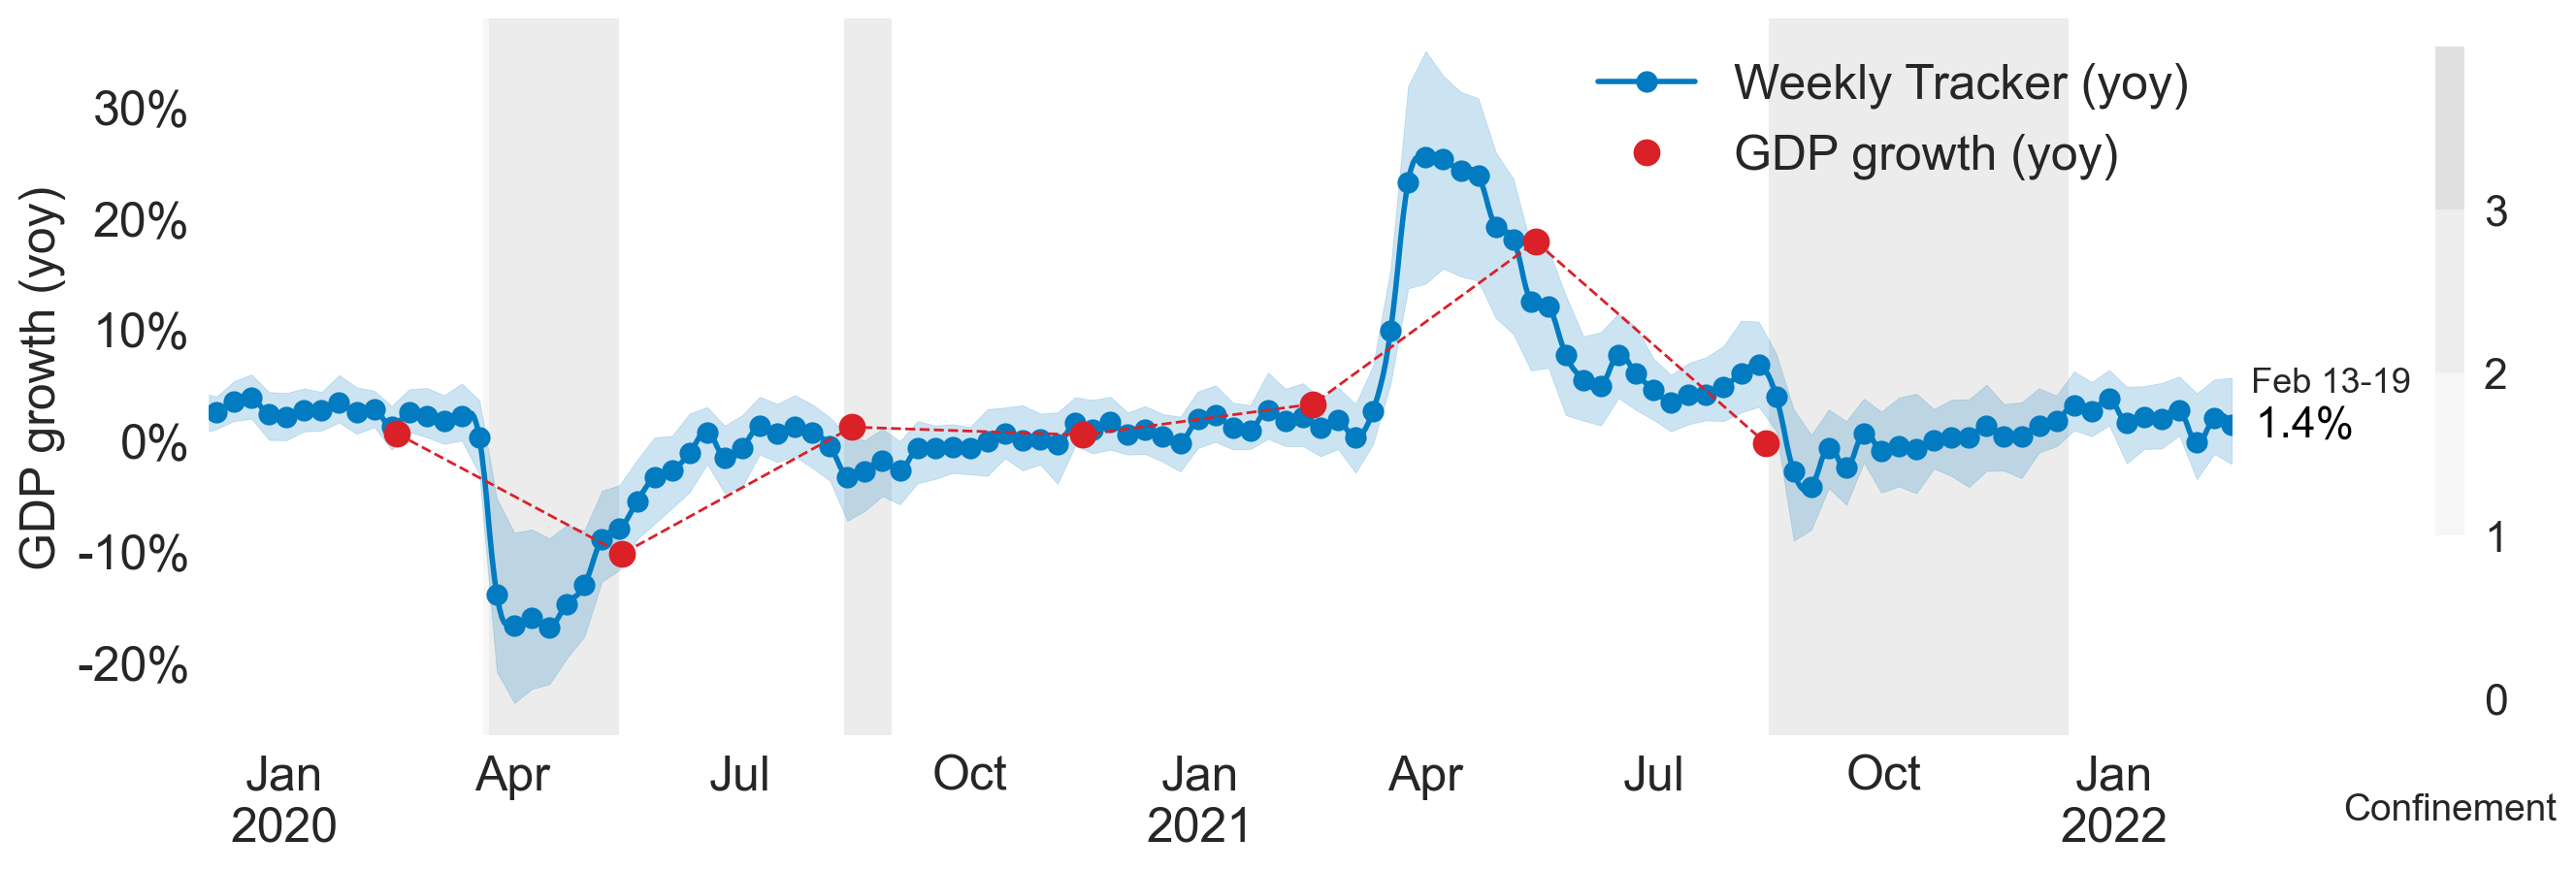 Weekly Tracker (yoy)
GDP growth (yoy)
GDP growth (yoy)
30%
20%
10%
0%
-10%
-20%
Jan
2020
Apr
Jul
Oct
Jan
2021
Apr
Jul
Oct
Jan
2022
Feb 13-19
1.4%
3
2
1
0
Confinement